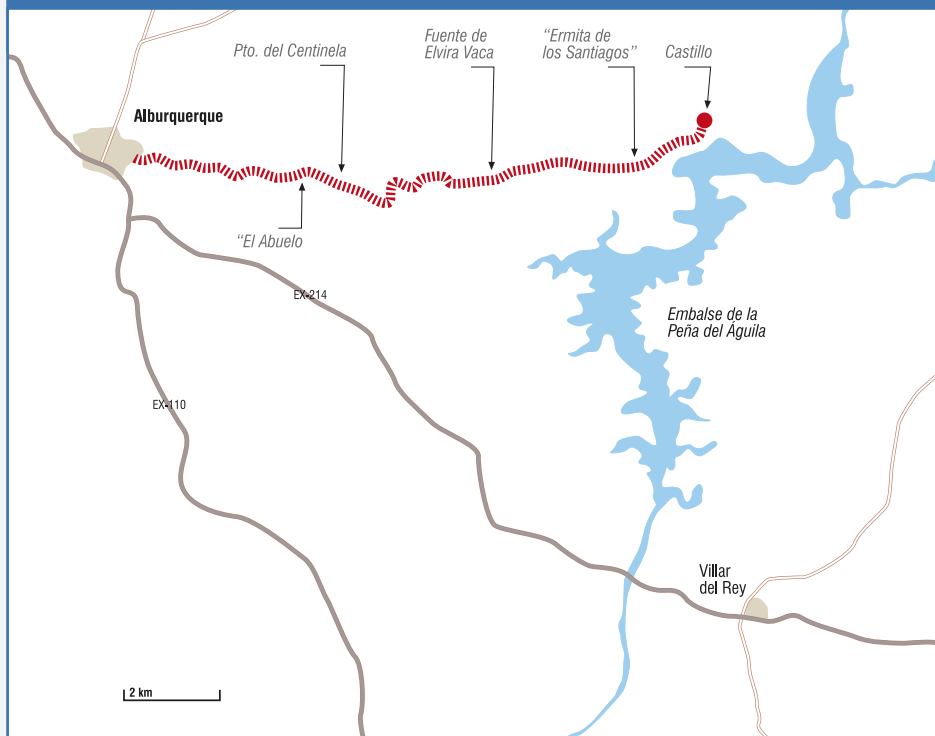 Pto. del Centinela
Fuente de
Elvira Vaca
“Ermita de
los Santiagos”
Castillo
Alburquerque
“El Abuelo
EX-214
Embalse de la
Peña del Águila
EX-110
Villar
del Rey
2 km